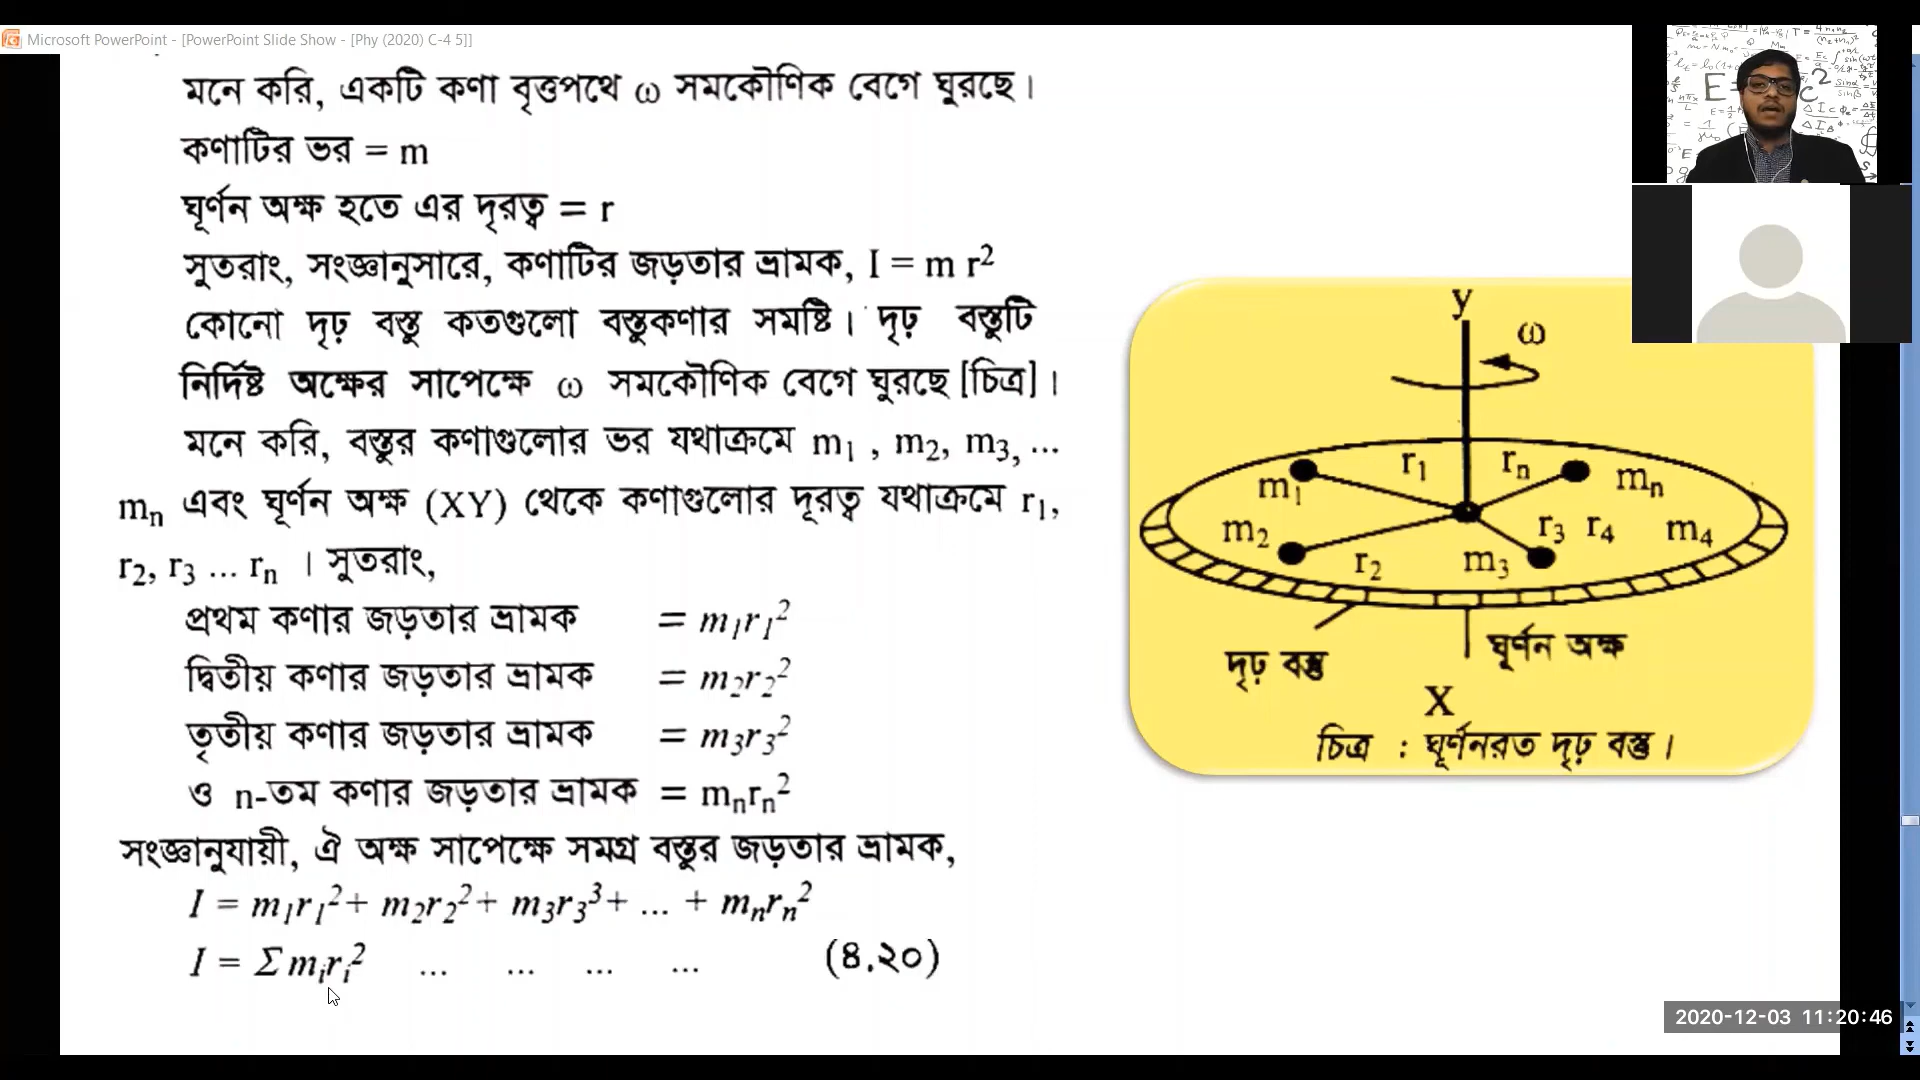 Microsoft PowerPoint - [PowerPoint Slide Show - [Phy (2020) C-4 5]]
মনে করি, একটি কণা বৃত্তপথে ω সমকৌণিক বেগে ঘুরছে।
কণাটির ভর = m
ঘূর্ণন অক্ষ হতে এর দূরত্ব = r
সুতরাং, সংজ্ঞানুসারে, কণাটির জড়তার ভ্রামক, I = m r²
কোনো দৃঢ় বস্তু কতগুলো বস্তুকণার সমষ্টি। দৃঢ় বস্তুটি
নির্দিষ্ট অক্ষের সাপেক্ষে ω সমকৌণিক বেগে ঘুরছে [চিত্র]।
মনে করি, বস্তুর কণাগুলোর ভর যথাক্রমে m₁ , m₂, m₃, ...
mₙ এবং ঘূর্ণন অক্ষ (XY) থেকে কণাগুলোর দূরত্ব যথাক্রমে r₁,
r₂, r₃ ... rₙ । সুতরাং,
প্রথম কণার জড়তার ভ্রামক = m₁r₁²
দ্বিতীয় কণার জড়তার ভ্রামক = m₂r₂²
তৃতীয় কণার জড়তার ভ্রামক = m₃r₃²
ও n-তম কণার জড়তার ভ্রামক = mₙrₙ²
সংজ্ঞানুযায়ী, ঐ অক্ষ সাপেক্ষে সমগ্র বস্তুর জড়তার ভ্রামক,
I = m₁r₁²+ m₂r₂²+ m₃r₃³+ ... + mₙrₙ²
I = Σ mᵢrᵢ² ... ... ... ... (৪.২০)
y
ω
r₁ rₙ
m₁ mₙ
m₂ r₃ r₄ m₄
r₂ m₃
দৃঢ় বস্তু ঘূর্ণন অক্ষ
X
চিত্র : ঘূর্ণনরত দৃঢ় বস্তু।
2020-12-03 11:20:46